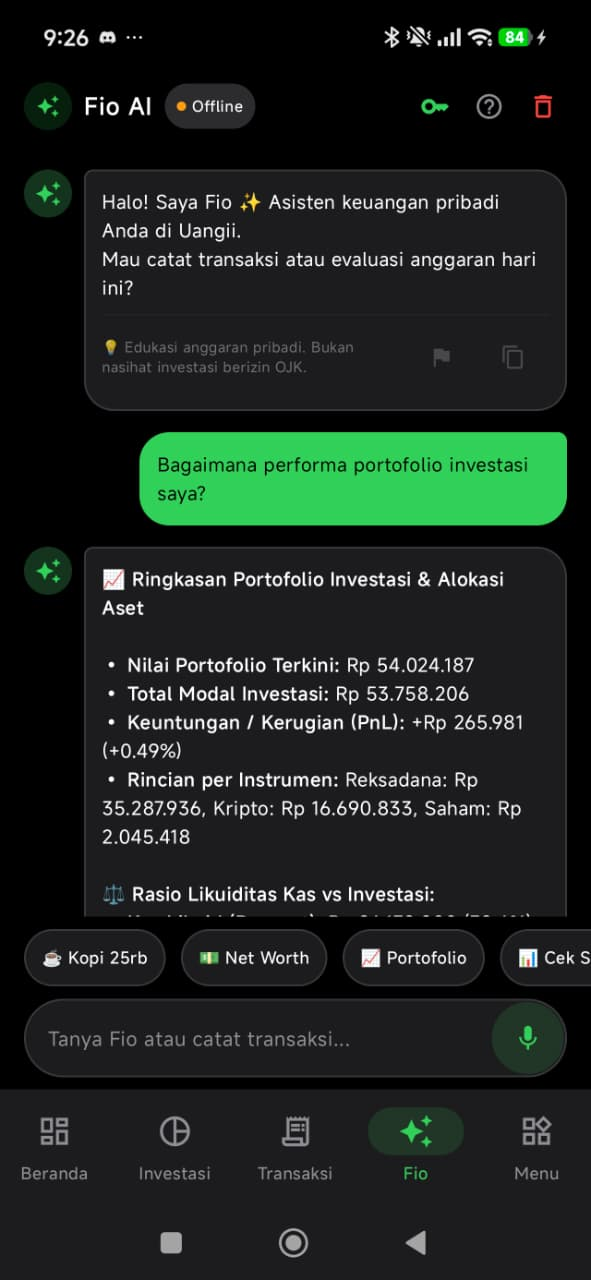 9:26
84
Fio AI
Offline
Halo! Saya Fio ✨ Asisten keuangan pribadi
Anda di Uangii.
Mau catat transaksi atau evaluasi anggaran hari
ini?
💡 Edukasi anggaran pribadi. Bukan
nasihat investasi berizin OJK.
Bagaimana performa portofolio investasi
saya?
📈 Ringkasan Portofolio Investasi & Alokasi
Aset
• Nilai Portofolio Terkini: Rp 54.024.187
• Total Modal Investasi: Rp 53.758.206
• Keuntungan / Kerugian (PnL): +Rp 265.981
(+0.49%)
• Rincian per Instrumen: Reksadana: Rp
35.287.936, Kripto: Rp 16.690.833, Saham: Rp
2.045.418
⚖️ Rasio Likuiditas Kas vs Investasi:
☕ Kopi 25rb
💵 Net Worth
📈 Portofolio
📊 Cek S
Tanya Fio atau catat transaksi...
Beranda
Investasi
Transaksi
Fio
Menu